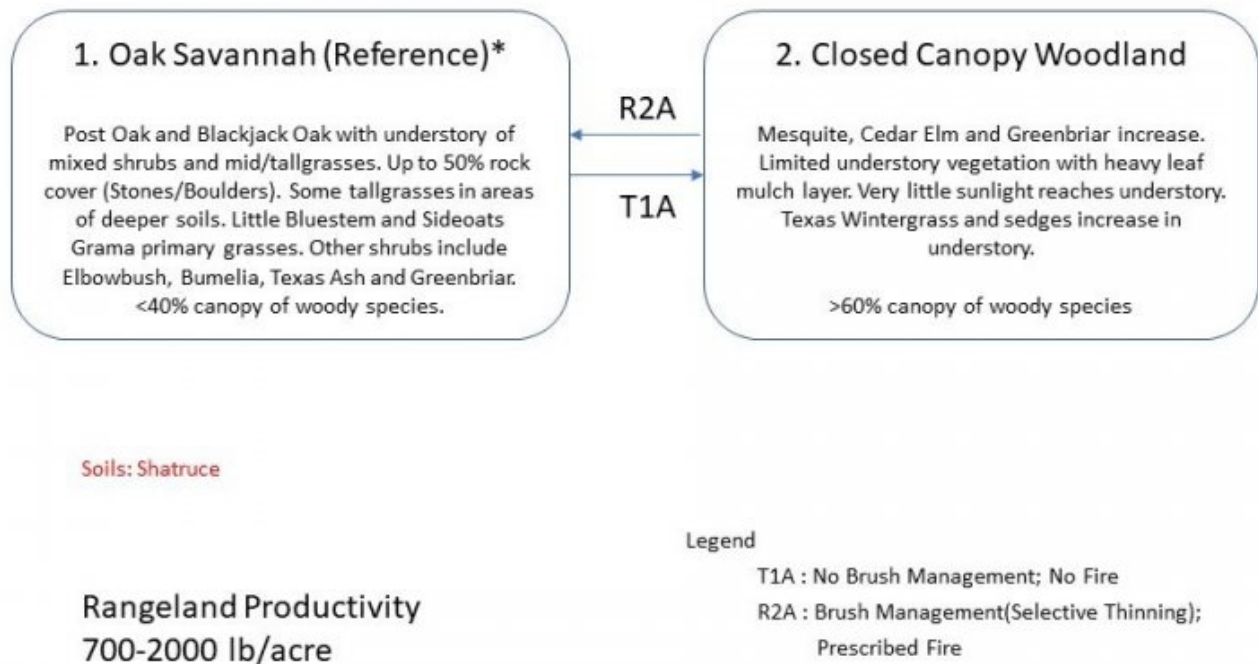 1. Oak Savannah (Reference)*
Post Oak and Blackjack Oak with understory of
mixed shrubs and mid/tallgrasses. Up to 50% rock
cover (Stones/Boulders). Some tallgrasses in areas
of deeper soils. Little Bluestem and Sideoats
Grama primary grasses. Other shrubs include
Elbowbush, Bumelia, Texas Ash and Greenbriar.
<40% canopy of woody species.
R2A
T1A
2. Closed Canopy Woodland
Mesquite, Cedar Elm and Greenbriar increase.
Limited understory vegetation with heavy leaf
mulch layer. Very little sunlight reaches understory.
Texas Wintergrass and sedges increase in
understory.
>60% canopy of woody species
Soils: Shatruce
Rangeland Productivity
700-2000 lb/acre
Legend
T1A : No Brush Management; No Fire
R2A : Brush Management(Selective Thinning);
Prescribed Fire